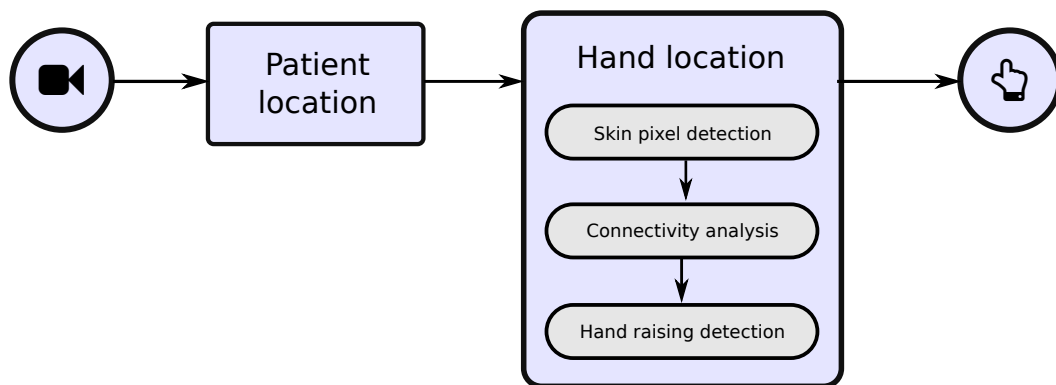 Patient
location
Hand location
Skin pixel detection
Connectivity analysis
Hand raising detection